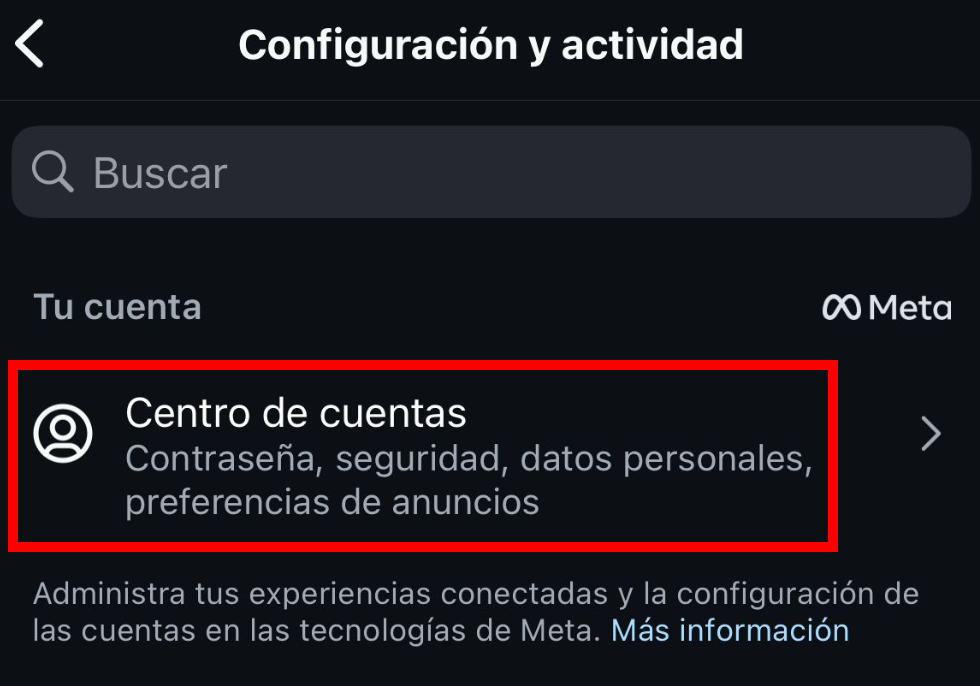 Configuración y actividad
Buscar
Tu cuenta
Meta
Centro de cuentas
Contraseña, seguridad, datos personales,
preferencias de anuncios
Administra tus experiencias conectadas y la configuración de
las cuentas en las tecnologías de Meta. Más información